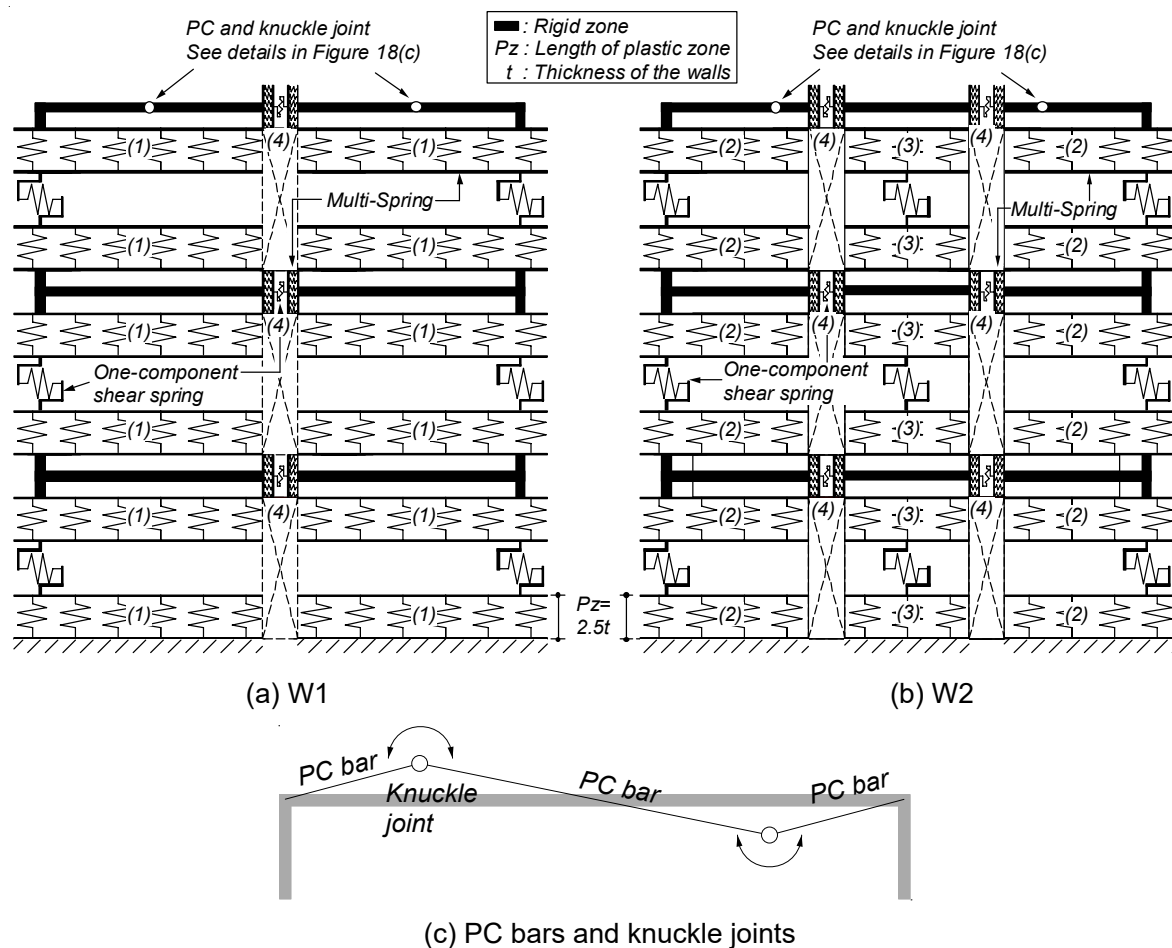 PC and knuckle joint
See details in Figure 18(c)
: Rigid zone
Pz : Length of plastic zone
t : Thickness of the walls
PC and knuckle joint
See details in Figure 18(c)
(1) (4) (1)
Multi-Spring
(1) (1)
(1) (4) (1)
One-component
shear spring
(1) (1)
(1) (4) (1)
(1) (1)
Pz=
2.5t
(2) (4) (3) (4) (2)
Multi-Spring
(2) (3) (2)
(2) (4) (3) (4) (2)
One-component
shear spring
(2) (3) (2)
(2) (4) (3) (4) (2)
(2) (3) (2)
(a) W1
(b) W2
PC bar
Knuckle
joint
PC bar
PC bar
(c) PC bars and knuckle joints